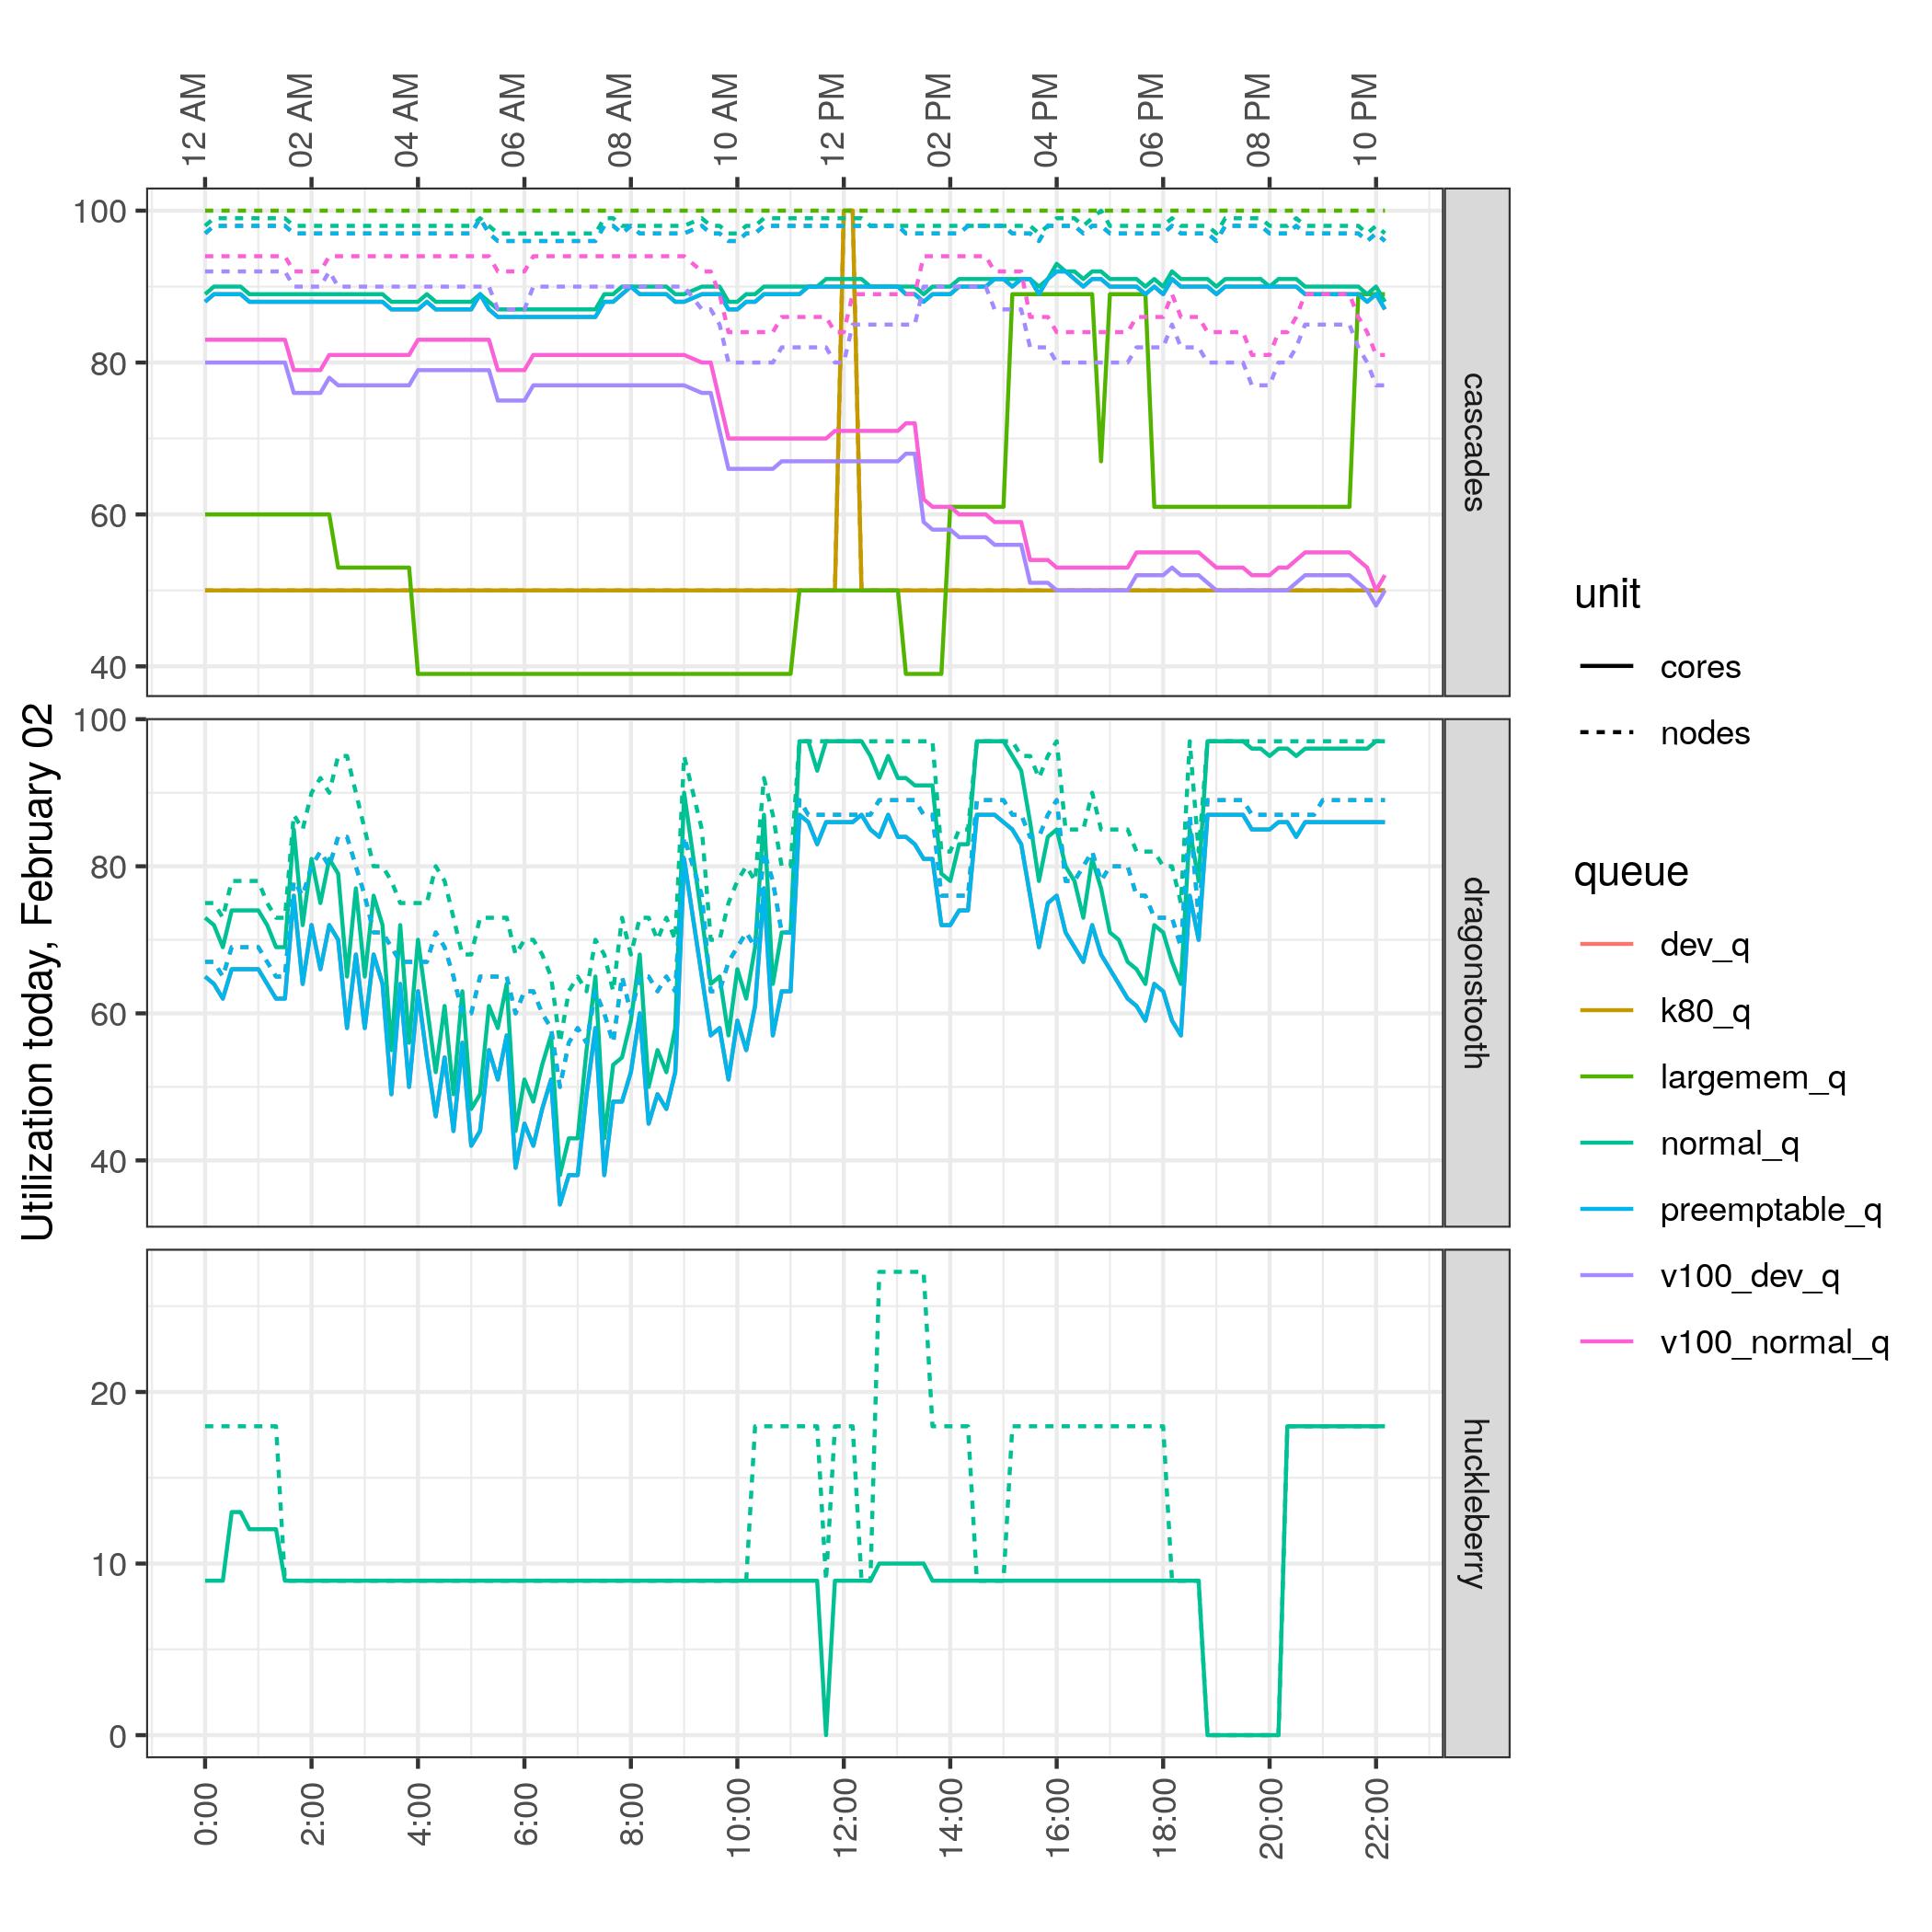 12 AM
02 AM
04 AM
06 AM
08 AM
10 AM
12 PM
02 PM
04 PM
06 PM
08 PM
10 PM
Utilization today, February 02
100
80
60
40
cascades
100
80
60
40
dragonstooth
20
10
0
huckleberry
0:00
2:00
4:00
6:00
8:00
10:00
12:00
14:00
16:00
18:00
20:00
22:00
unit
cores
nodes
queue
dev_q
k80_q
largemem_q
normal_q
preemptable_q
v100_dev_q
v100_normal_q